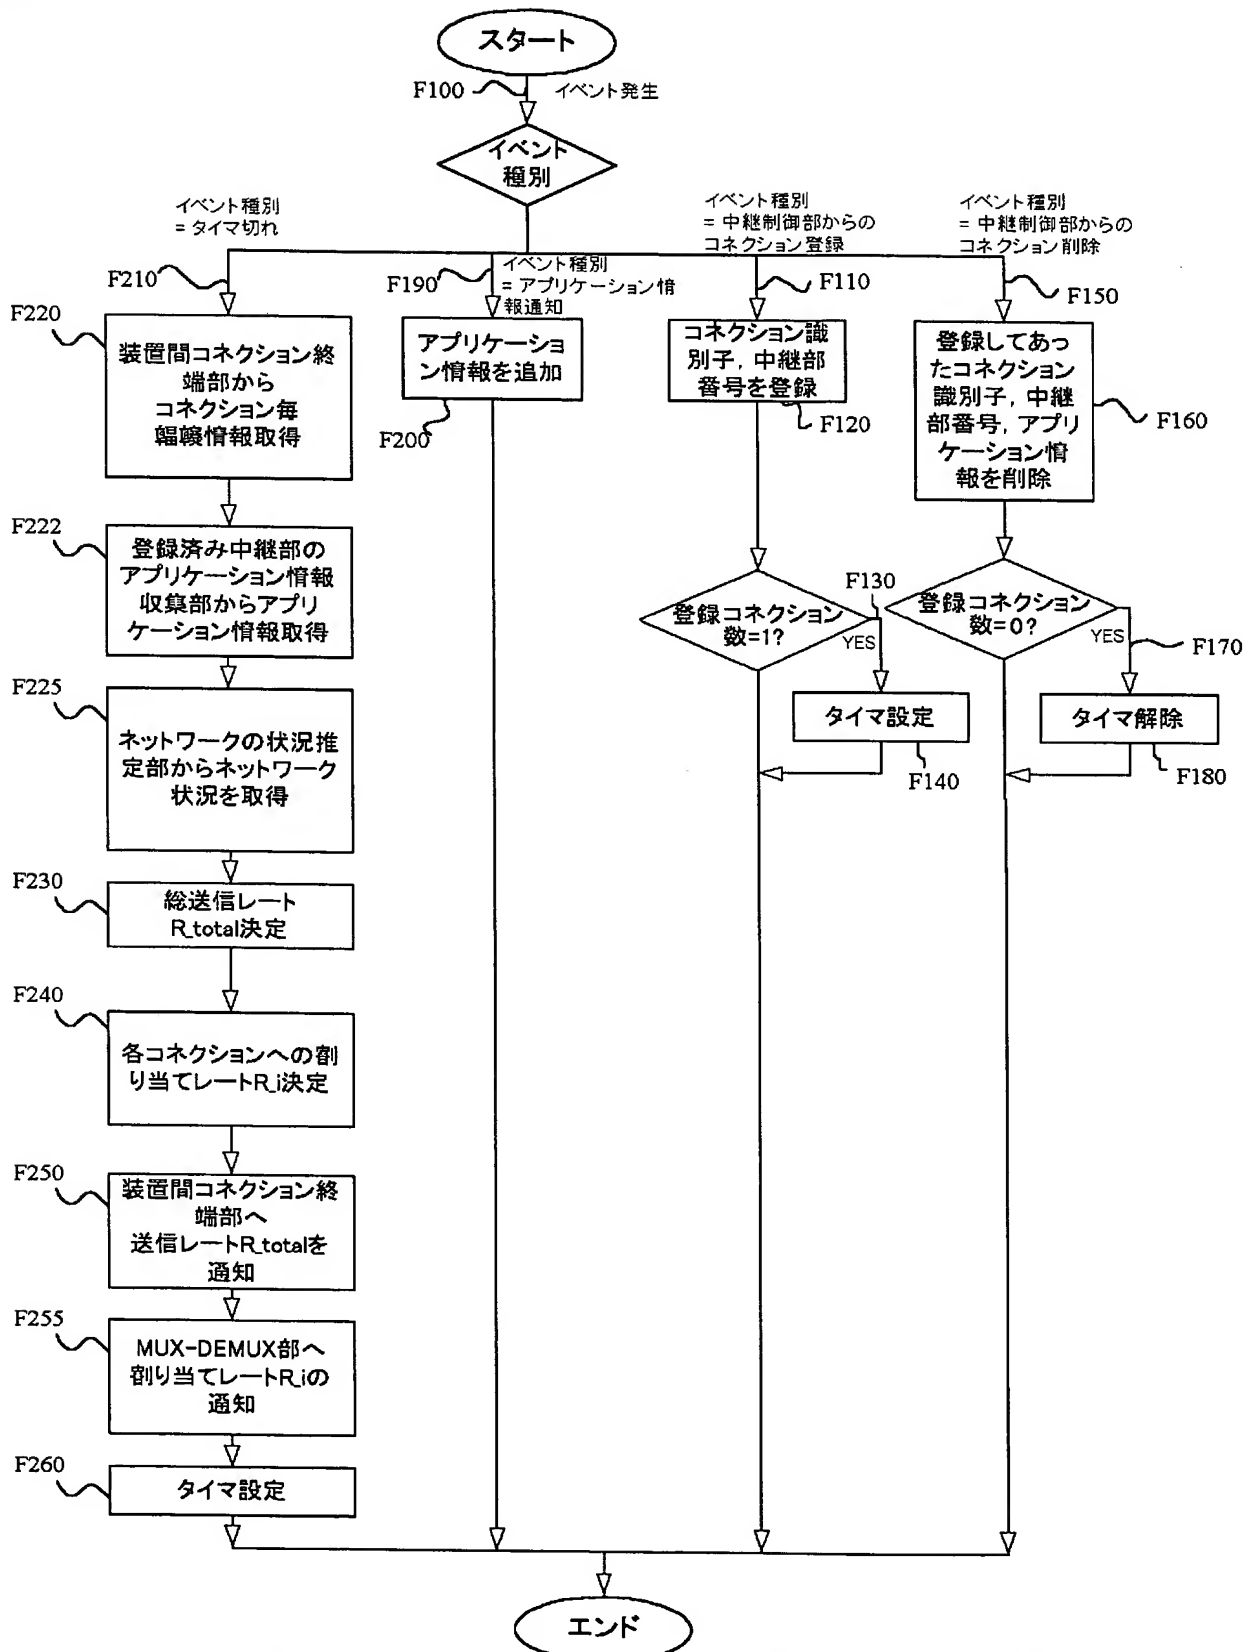 スタート
F100
イベント発生
イベント
種別
イベント種別
= タイマ切れ
F210
F220
装置間コネクション終
端部から
コネクション毎
輻輳情報取得
F222
登録済み中継部の
アプリケーション情報
収集部からアプリ
ケーション情報取得
F225
ネットワークの状況推
定部からネットワーク
状況を取得
F230
総送信レート
R_total決定
F240
各コネクションへの割
り当てレートR_i決定
F250
装置間コネクション終
端部へ
送信レートR_totalを
通知
F255
MUX-DEMUX部へ
割り当てレートR_iの
通知
F260
タイマ設定
F190
イベント種別
= アプリケーション情
報通知
アプリケーショ
ン情報を追加
F200
イベント種別
= 中継制御部からの
コネクション登録
F110
コネクション識
別子, 中継部
番号を登録
F120
登録コネクション
数=1?
F130
YES
タイマ設定
F140
イベント種別
= 中継制御部からの
コネクション削除
F150
登録してあっ
たコネクション
識別子, 中継
部番号, アプリ
ケーション情
報を削除
F160
登録コネクション
数=0?
YES
F170
タイマ解除
F180
エンド